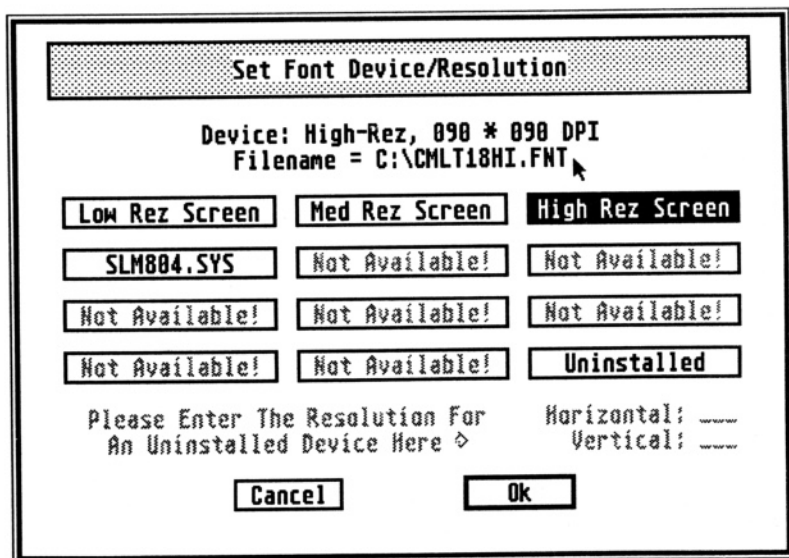 Set Font Device/Resolution
Device: High-Rez, 090 * 090 DPI
Filename = C:\CMLT18HI.FNT
Low Rez Screen Med Rez Screen High Rez Screen
SLM804.SYS Not Available! Not Available!
Not Available! Not Available! Not Available!
Not Available! Not Available! Uninstalled
Please Enter The Resolution For Horizontal: ___
An Uninstalled Device Here ◊ Vertical: ___
Cancel Ok